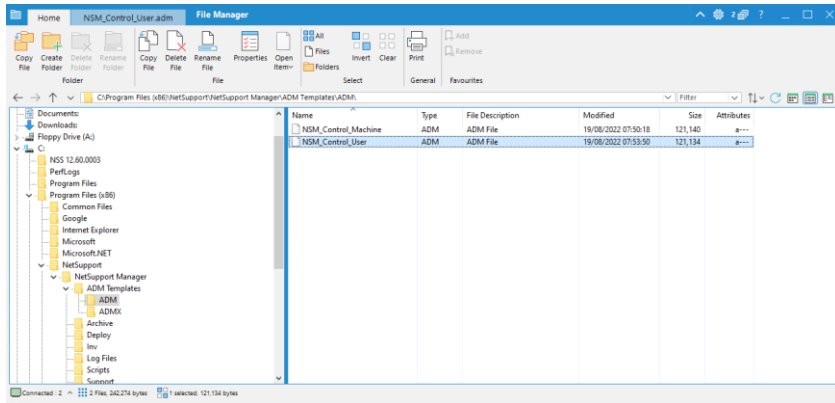 Home
NSM_Control_User.adm
File Manager
2
?
Copy File
Create Folder
Delete Folder
Rename Folder
Folder
Copy File
Delete File
Rename File
Properties
Open Item
File
All
Files
Folders
Invert
Clear
Select
Print
General
Add
Remove
Favourites
C:\Program Files (x86)\NetSupport\NetSupport Manager\ADM Templates\ADM\
Filter
Documents:
Downloads:
Floppy Drive (A:)
C:
NSS 12.60.0003
PerfLogs
Program Files
Program Files (x86)
Common Files
Google
Internet Explorer
Microsoft
Microsoft.NET
NetSupport
NetSupport Manager
ADM Templates
ADM
ADMX
Archive
Deploy
Inv
Log Files
Scripts
Support
Name Type File Description Modified Size Attributes
NSM_Control_Machine ADM ADM File 19/08/2022 07:50:18 121,140 a---
NSM_Control_User ADM ADM File 19/08/2022 07:53:50 121,134 a---
Connected : 2
2 Files, 242,274 bytes
1 selected, 121,134 bytes